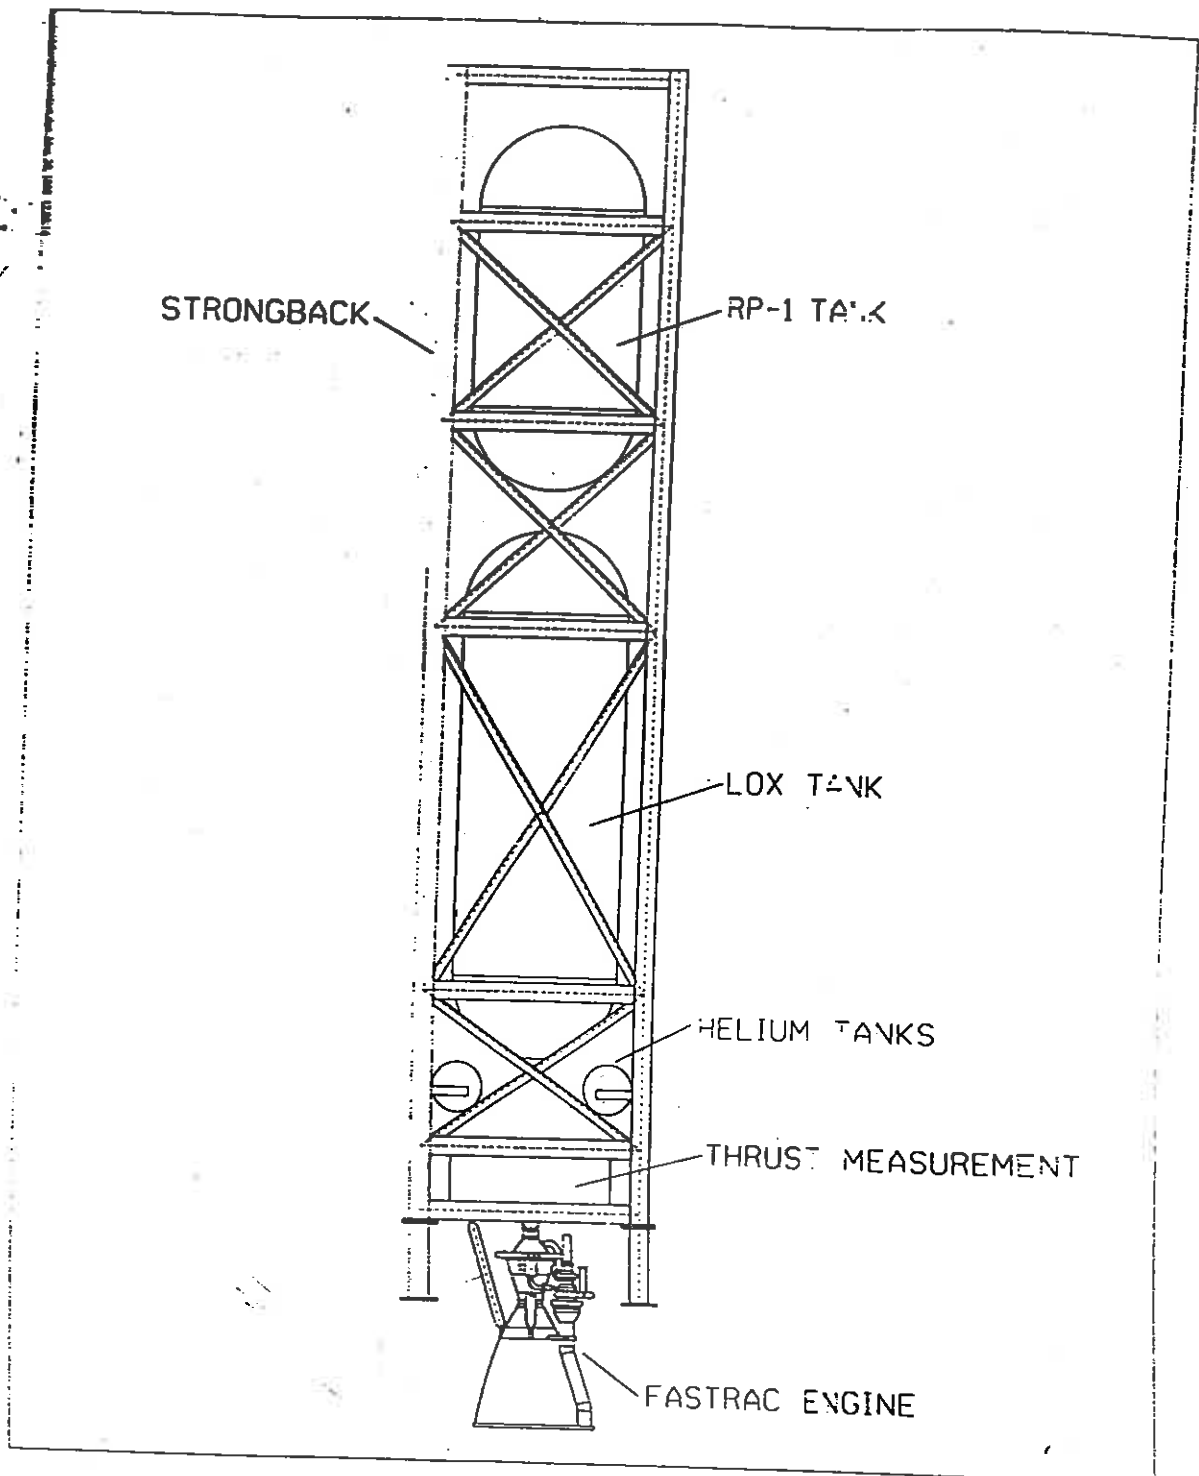 STRONGBACK
RP-1 TANK
LOX TANK
HELIUM TANKS
THRUST MEASUREMENT
FASTRAC ENGINE